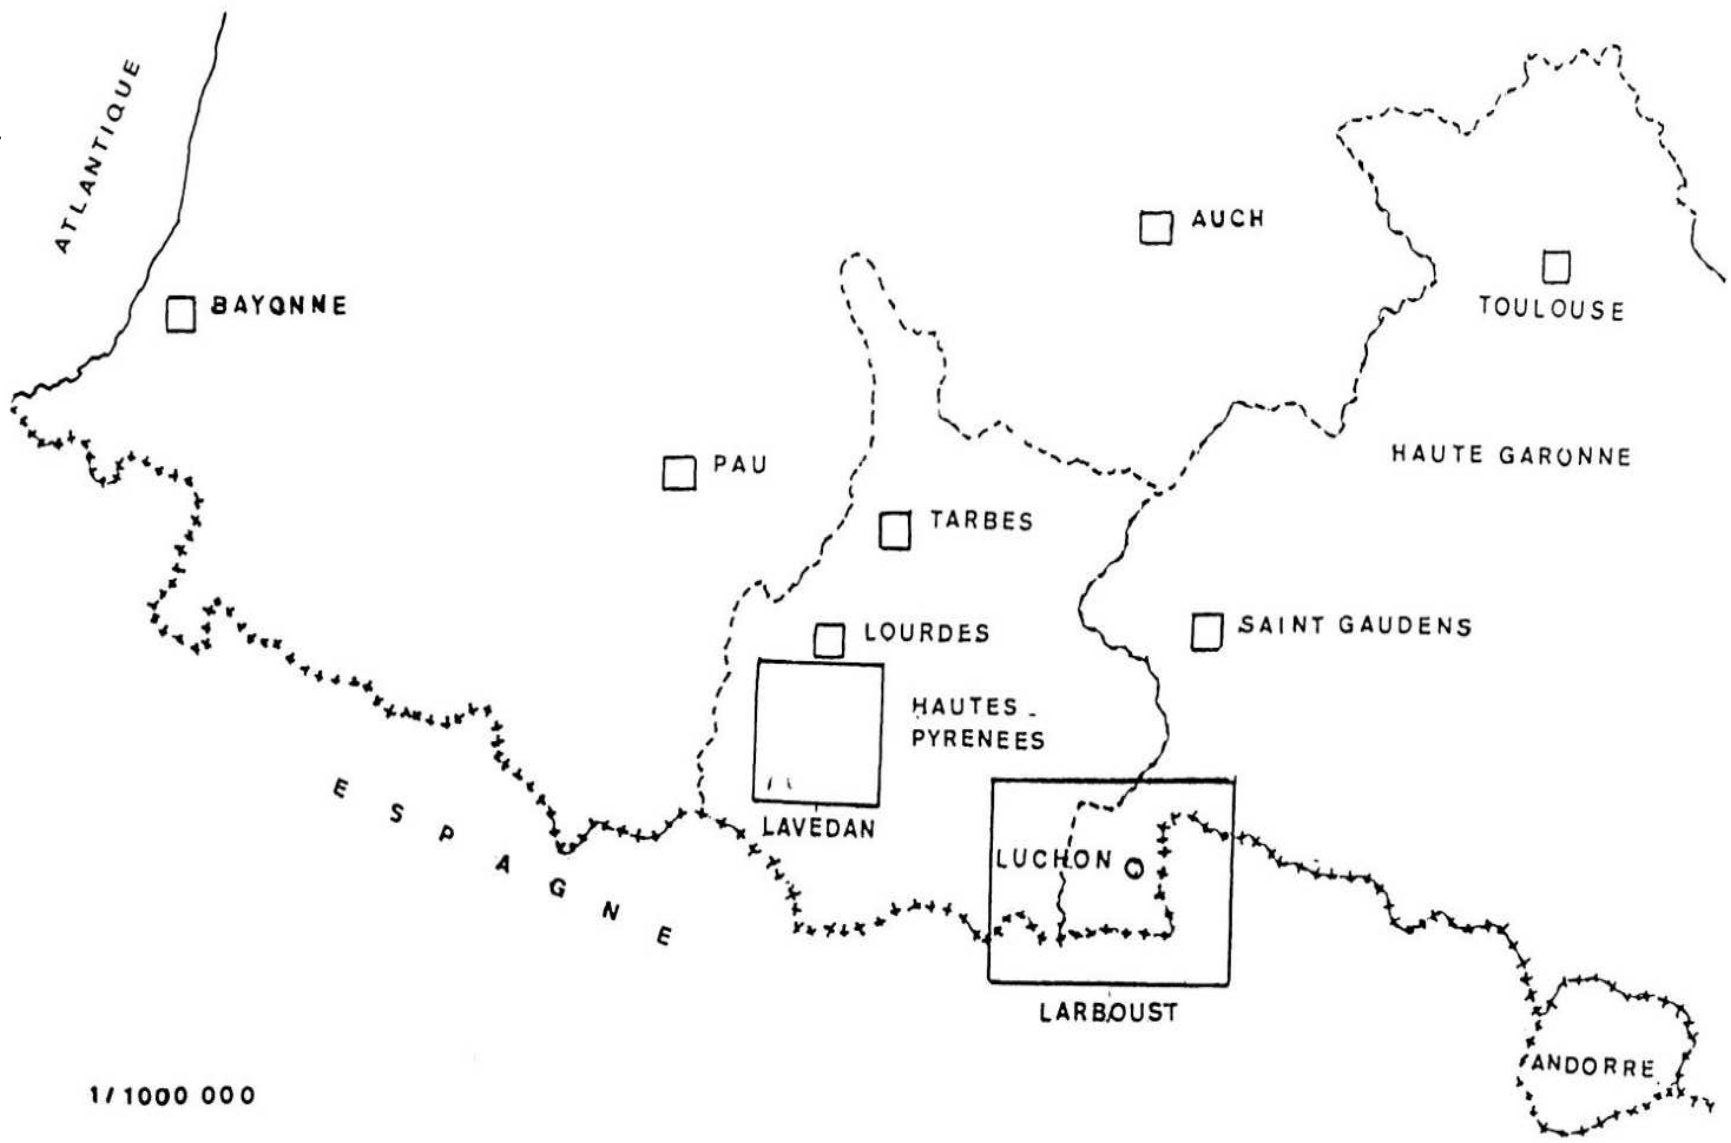 ATLANTIQUE
AUCH
BAYONNE
TOULOUSE
HAUTE GARONNE
PAU
TARBES
SAINT GAUDENS
LOURDES
HAUTES-
PYRENEES
ESPAGNE
LAVEDAN
LUCHON
LARBOUST
ANDORRE
1/1000 000